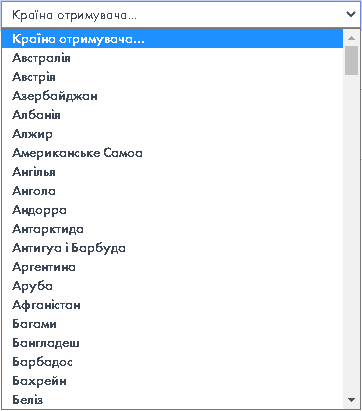 Країна отримувача...
Країна отримувача...
Австралія
Австрія
Азербайджан
Албанія
Алжир
Американське Самоа
Ангілья
Ангола
Андорра
Антарктида
Антигуа і Барбуда
Аргентина
Аруба
Афганістан
Багами
Бангладеш
Барбадос
Бахрейн
Беліз